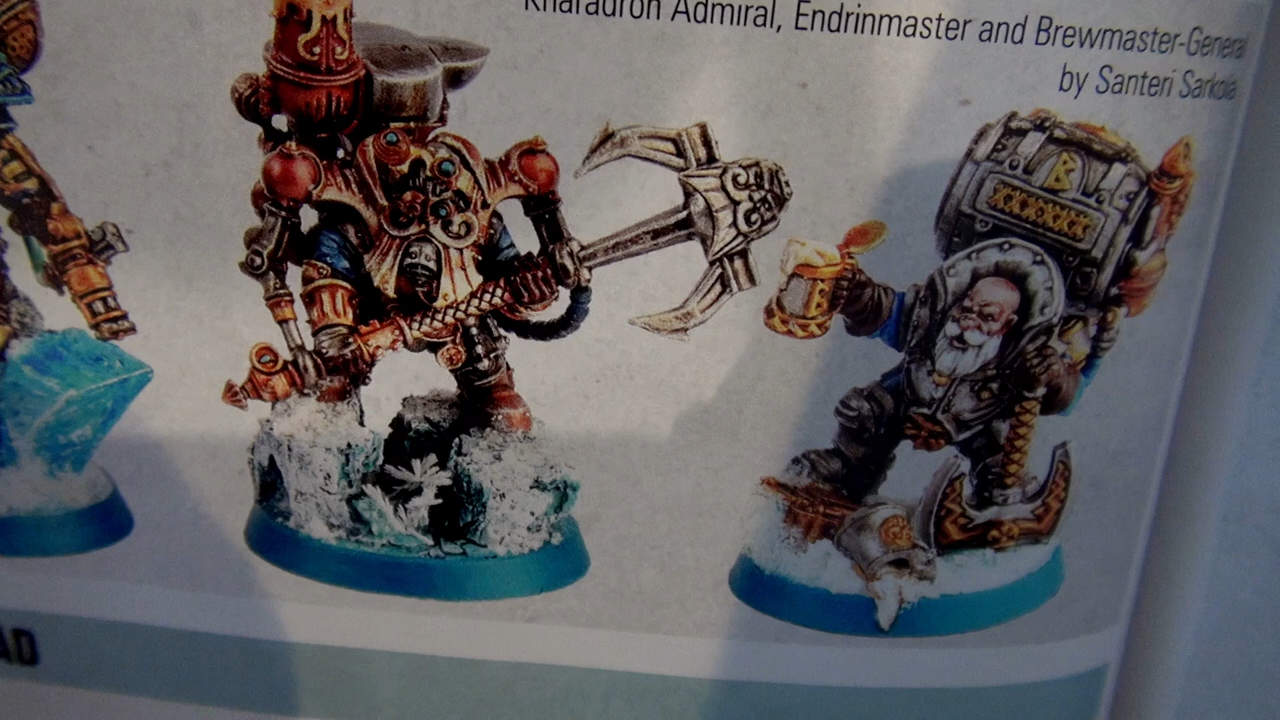 Kharadron Admiral, Endrinmaster and Brewmaster-General
by Santeri Sarkola
AD